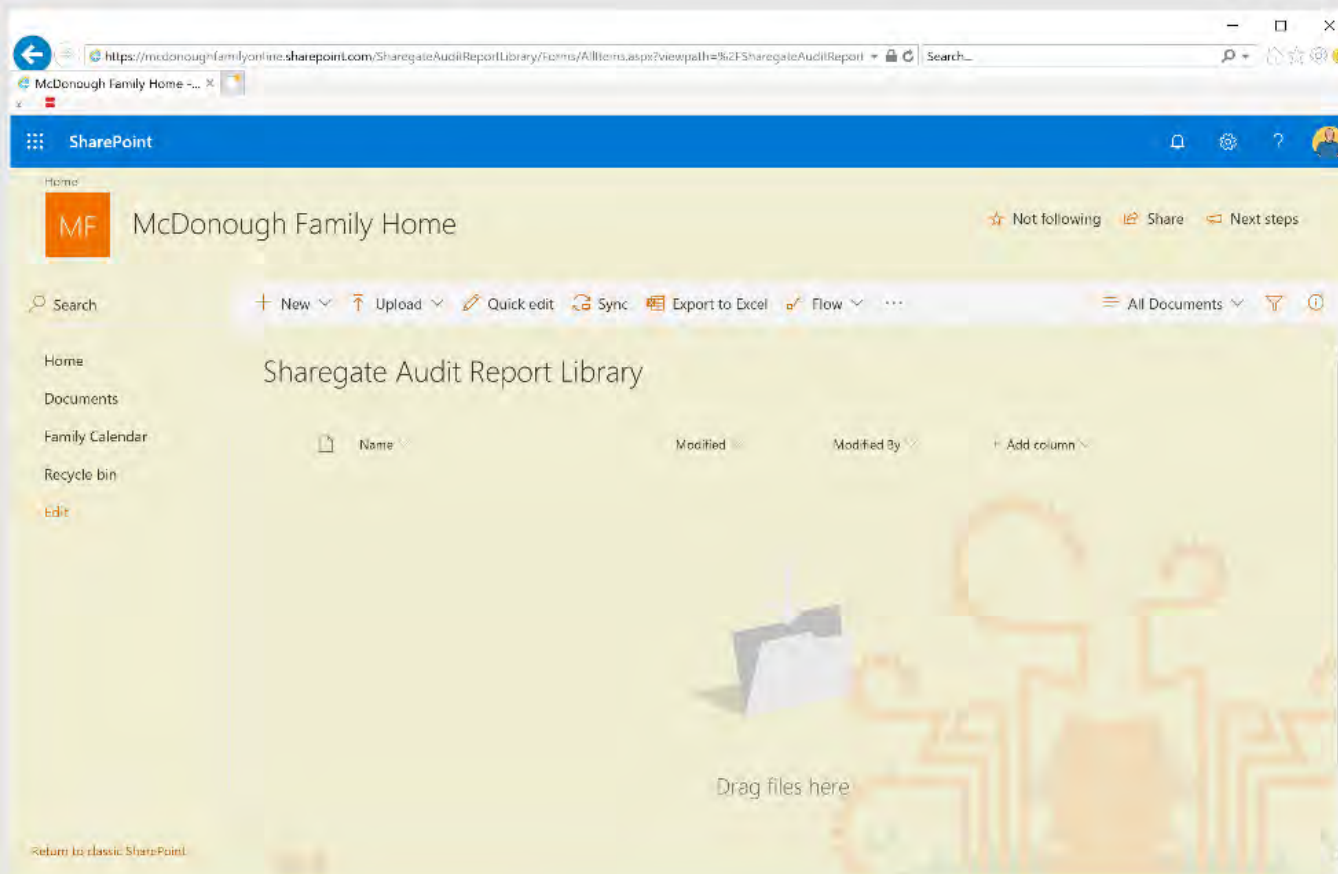 https://mcdonoughfamilyonline.sharepoint.com/SharegateAuditReportLibrary/Forms/AllItems.aspx?viewpath=%2FSharegateAuditReport
Search...
McDonough Family Home -...
SharePoint
?
Home
MF
McDonough Family Home
Not following
Share
Next steps
Search
+ New
Upload
Quick edit
Sync
Export to Excel
Flow
...
All Documents
Home
Documents
Family Calendar
Recycle bin
Edit
Sharegate Audit Report Library
Name
Modified
Modified By
+ Add column
Drag files here
Return to classic SharePoint